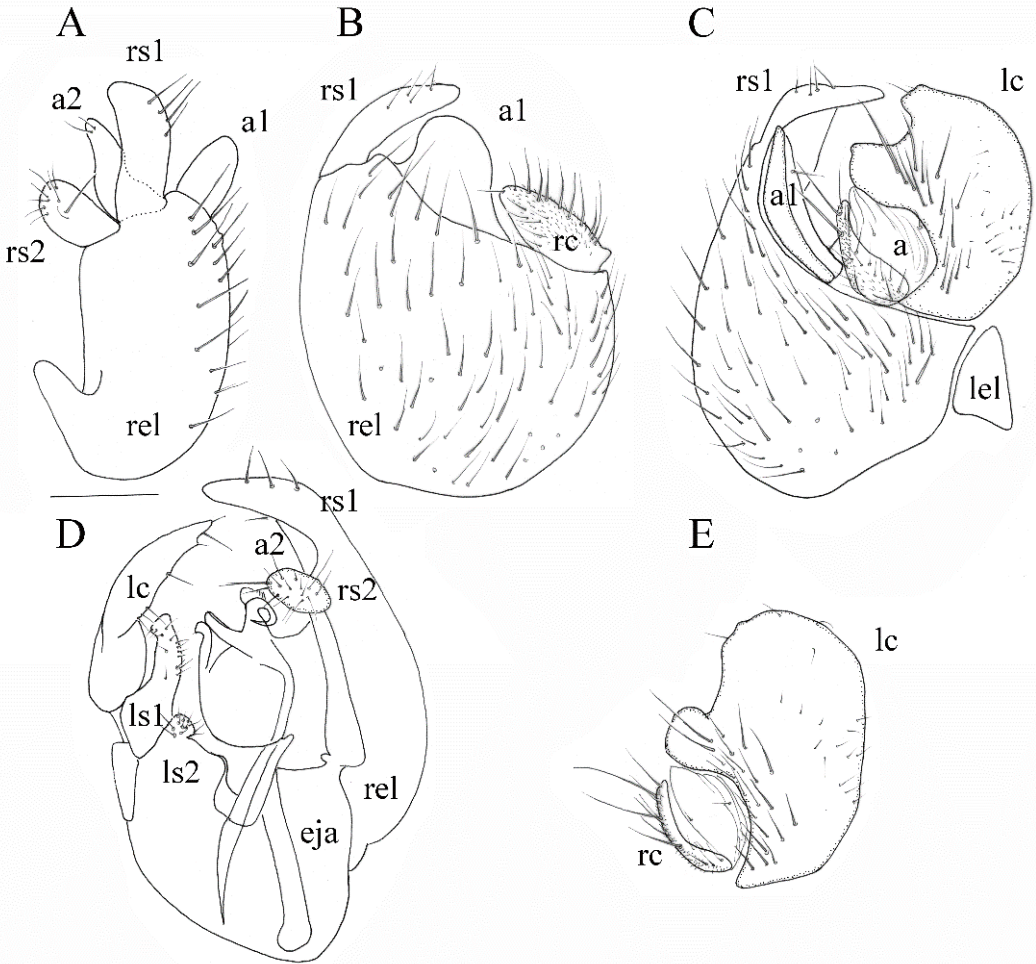 A
rs1
a2
a1
rs2
rel
B
rs1
a1
rc
rel
C
rs1
lc
a1
a
lel
D
rs1
a2
lc
rs2
ls1
ls2
rel
eja
E
lc
rc